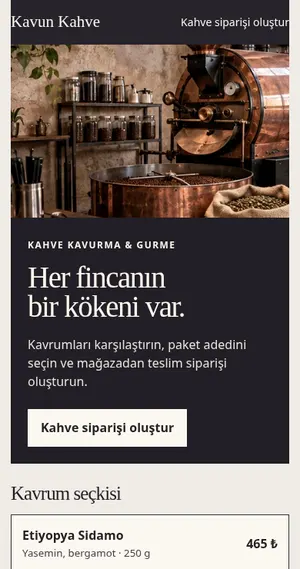 Kavun Kahve
Kahve siparişi oluştur
KAHVE KAVURMA & GURME
Her fincanın
bir kökeni var.
Kavrumları karşılaştırın, paket adedini
seçin ve mağazadan teslim siparişi
oluşturun.
Kahve siparişi oluştur
Kavrum seçkisi
Etiyopya Sidamo
465 ₺
Yasemin, bergamot · 250 g